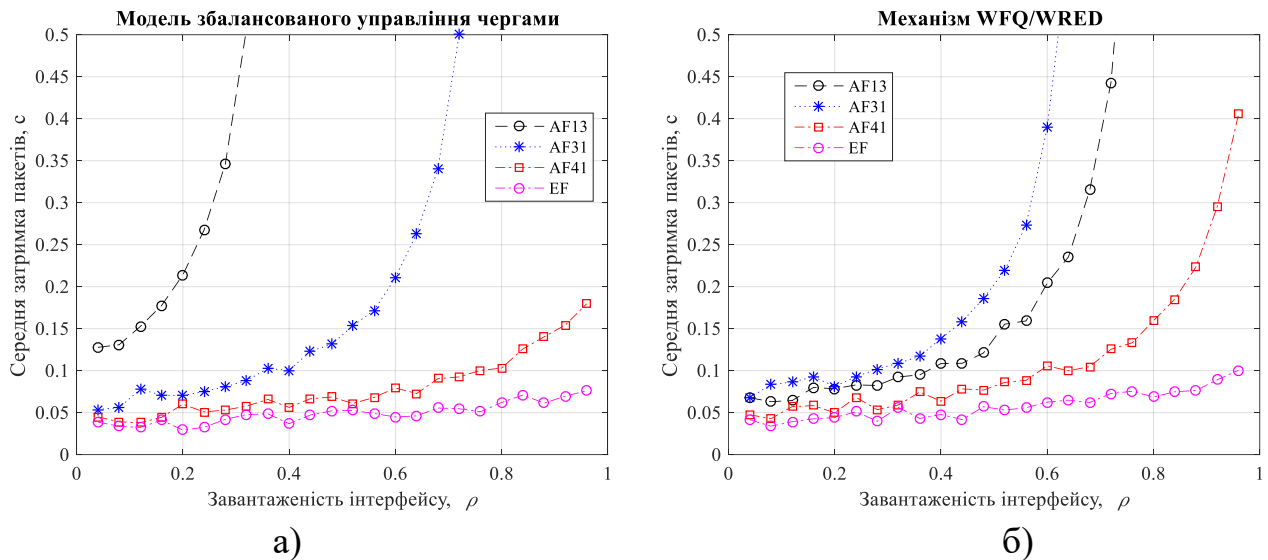 Модель збалансованого управління чергами
0.5
0.45
0.4
0.35
0.3
0.25
0.2
0.15
0.1
0.05
0
Середня затримка пакетів, с
AF13
AF31
AF41
EF
0
0.2
0.4
0.6
0.8
1
Завантаженість інтерфейсу, ρ
а)
Механізм WFQ/WRED
0.5
0.45
0.4
0.35
0.3
0.25
0.2
0.15
0.1
0.05
0
Середня затримка пакетів, с
AF13
AF31
AF41
EF
0
0.2
0.4
0.6
0.8
1
Завантаженість інтерфейсу, ρ
б)